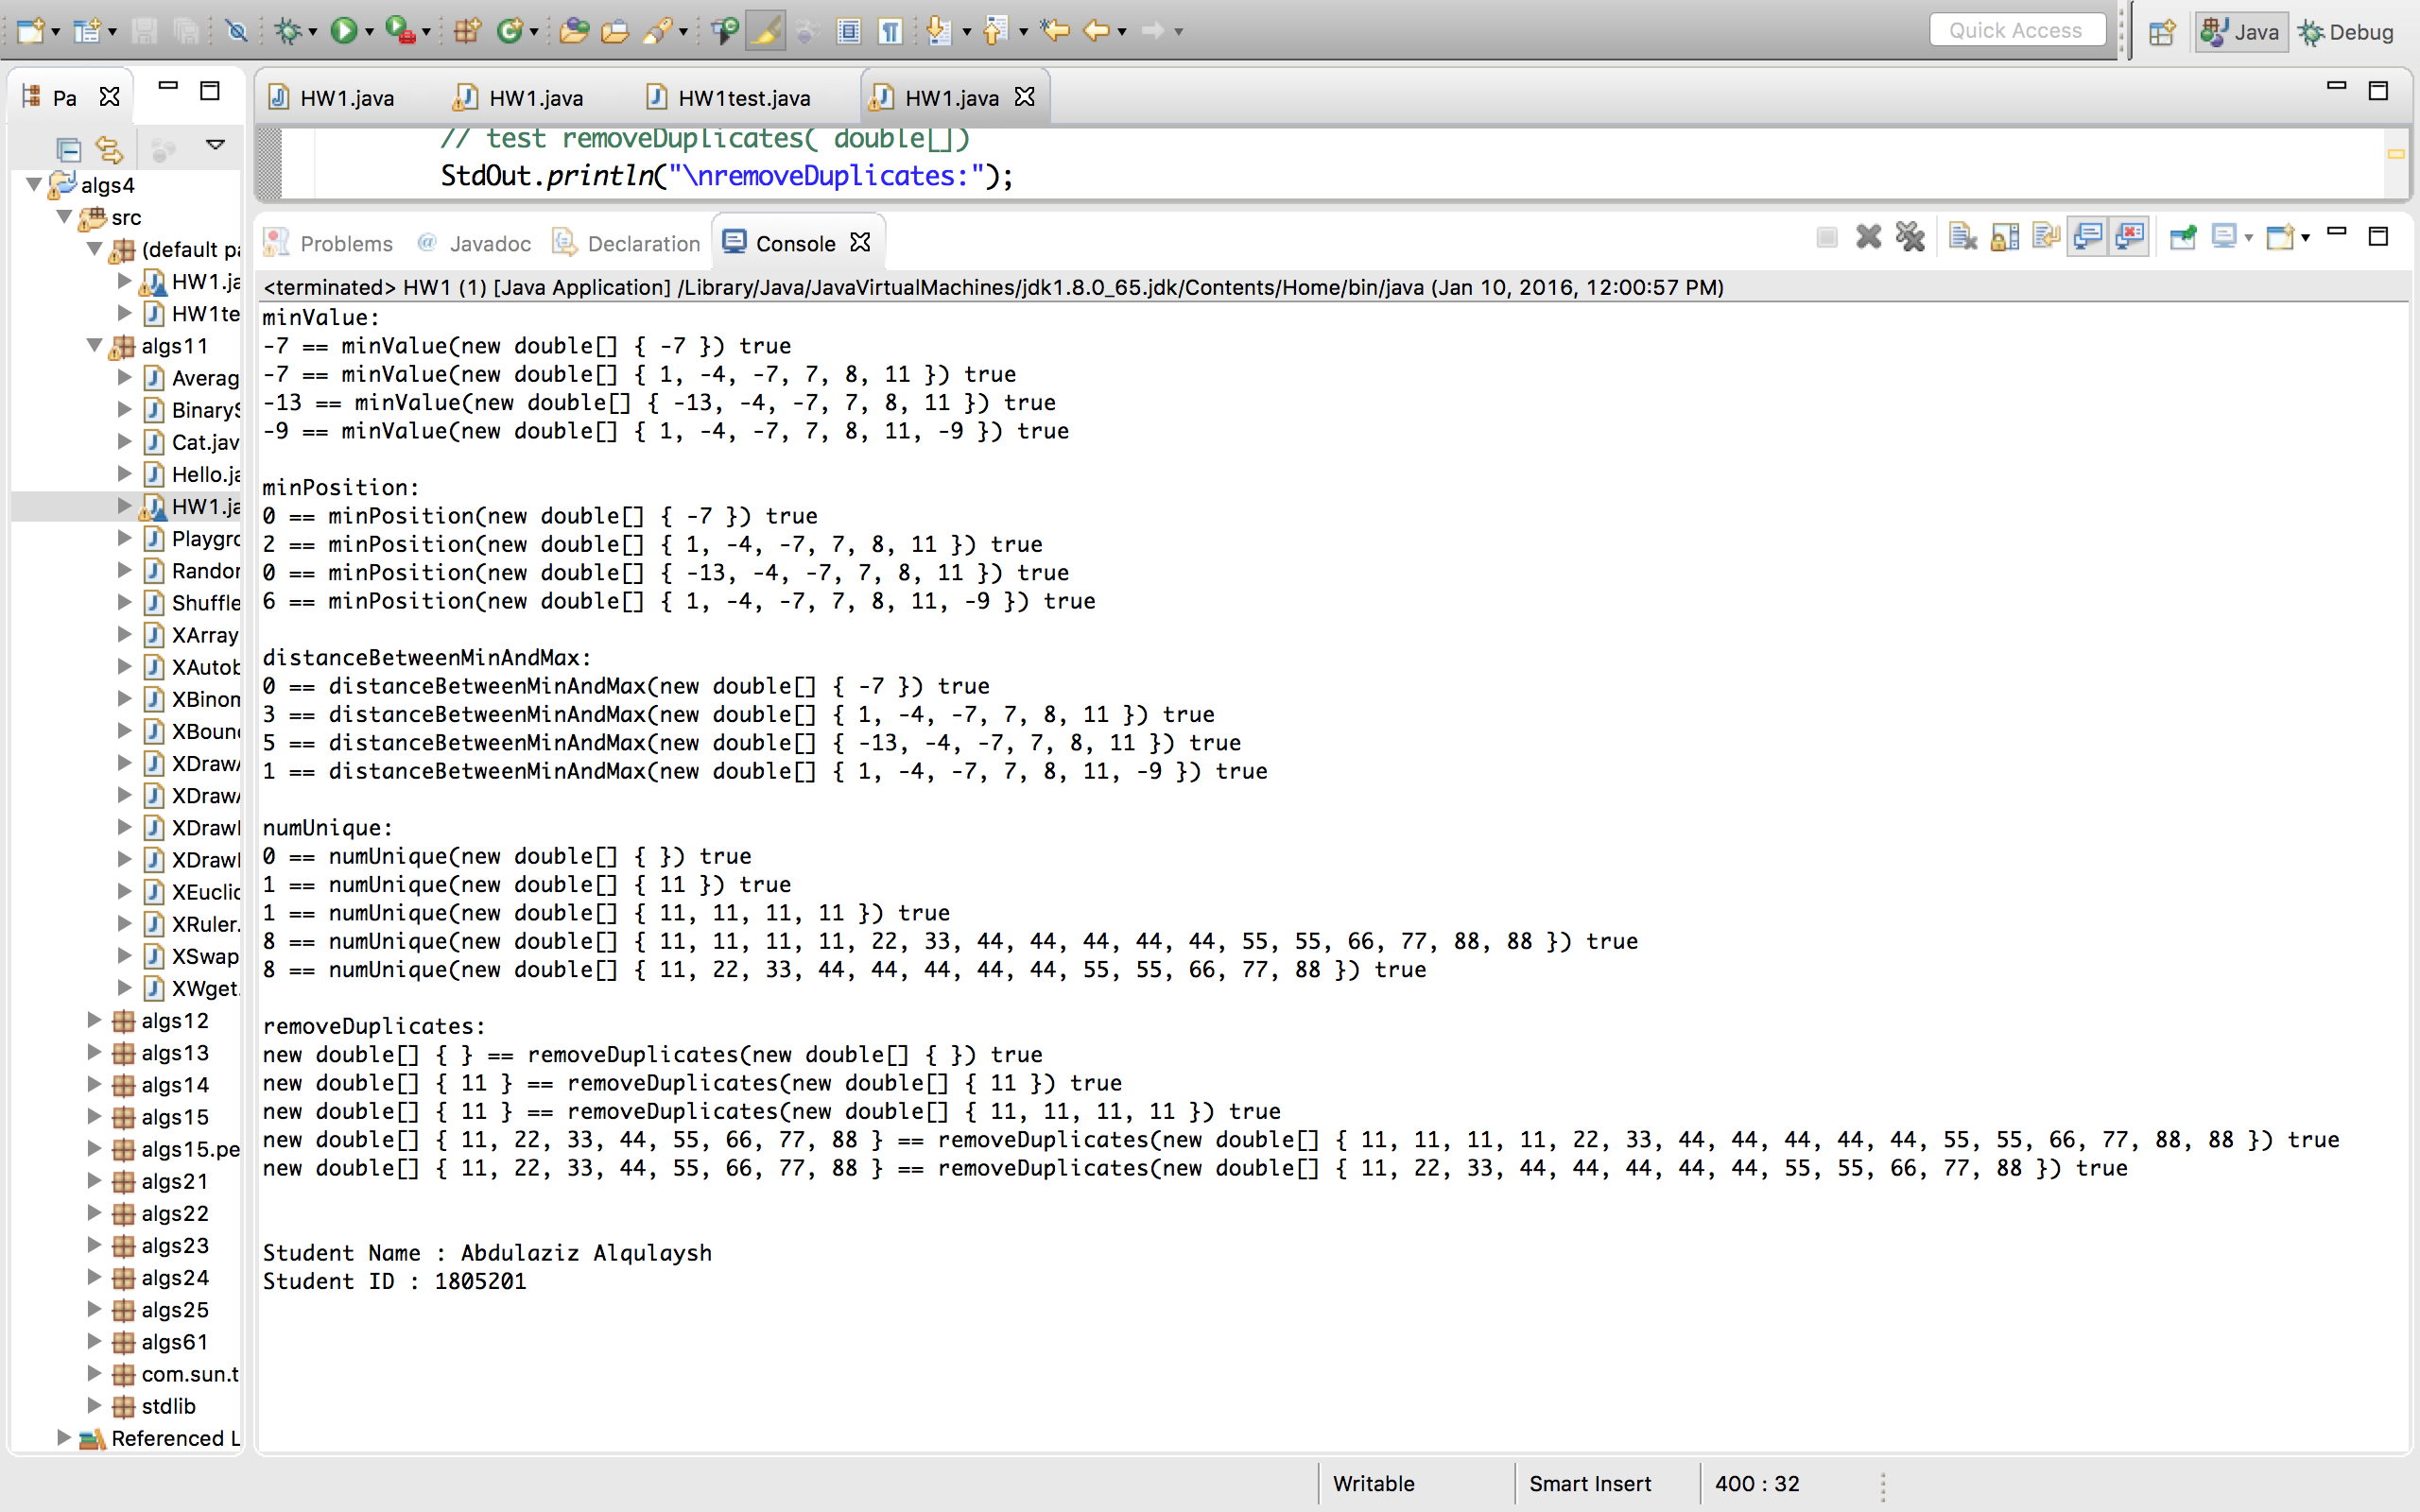 Quick Access
Java
Debug
Pa
HW1.java
HW1.java
HW1test.java
HW1.java
// test removeDuplicates( double[])
StdOut.println("\nremoveDuplicates:");
algs4
src
(default pa
HW1.ja
HW1te
algs11
Averag
BinaryS
Cat.jav
Hello.ja
HW1.ja
Playgro
Randor
Shuffle
XArray
XAutob
XBinom
XBound
XDrawA
XDrawA
XDrawI
XDrawI
XEuclid
XRuler.
XSwap
XWget.
algs12
algs13
algs14
algs15
algs15.pe
algs21
algs22
algs23
algs24
algs25
algs61
com.sun.t
stdlib
Referenced L
Problems
@ Javadoc
Declaration
Console
<terminated> HW1 (1) [Java Application] /Library/Java/JavaVirtualMachines/jdk1.8.0_65.jdk/Contents/Home/bin/java (Jan 10, 2016, 12:00:57 PM)
minValue:
-7 == minValue(new double[] { -7 }) true
-7 == minValue(new double[] { 1, -4, -7, 7, 8, 11 }) true
-13 == minValue(new double[] { -13, -4, -7, 7, 8, 11 }) true
-9 == minValue(new double[] { 1, -4, -7, 7, 8, 11, -9 }) true
minPosition:
0 == minPosition(new double[] { -7 }) true
2 == minPosition(new double[] { 1, -4, -7, 7, 8, 11 }) true
0 == minPosition(new double[] { -13, -4, -7, 7, 8, 11 }) true
6 == minPosition(new double[] { 1, -4, -7, 7, 8, 11, -9 }) true
distanceBetweenMinAndMax:
0 == distanceBetweenMinAndMax(new double[] { -7 }) true
3 == distanceBetweenMinAndMax(new double[] { 1, -4, -7, 7, 8, 11 }) true
5 == distanceBetweenMinAndMax(new double[] { -13, -4, -7, 7, 8, 11 }) true
1 == distanceBetweenMinAndMax(new double[] { 1, -4, -7, 7, 8, 11, -9 }) true
numUnique:
0 == numUnique(new double[] { }) true
1 == numUnique(new double[] { 11 }) true
1 == numUnique(new double[] { 11, 11, 11, 11 }) true
8 == numUnique(new double[] { 11, 11, 11, 11, 22, 33, 44, 44, 44, 44, 44, 55, 55, 66, 77, 88, 88 }) true
8 == numUnique(new double[] { 11, 22, 33, 44, 44, 44, 44, 44, 55, 55, 66, 77, 88 }) true
removeDuplicates:
new double[] { } == removeDuplicates(new double[] { }) true
new double[] { 11 } == removeDuplicates(new double[] { 11 }) true
new double[] { 11 } == removeDuplicates(new double[] { 11, 11, 11, 11 }) true
new double[] { 11, 22, 33, 44, 55, 66, 77, 88 } == removeDuplicates(new double[] { 11, 11, 11, 11, 22, 33, 44, 44, 44, 44, 44, 55, 55, 66, 77, 88, 88 }) true
new double[] { 11, 22, 33, 44, 55, 66, 77, 88 } == removeDuplicates(new double[] { 11, 22, 33, 44, 44, 44, 44, 44, 55, 55, 66, 77, 88 }) true
Student Name : Abdulaziz Alqulaysh
Student ID : 1805201
Writable
Smart Insert
400 : 32